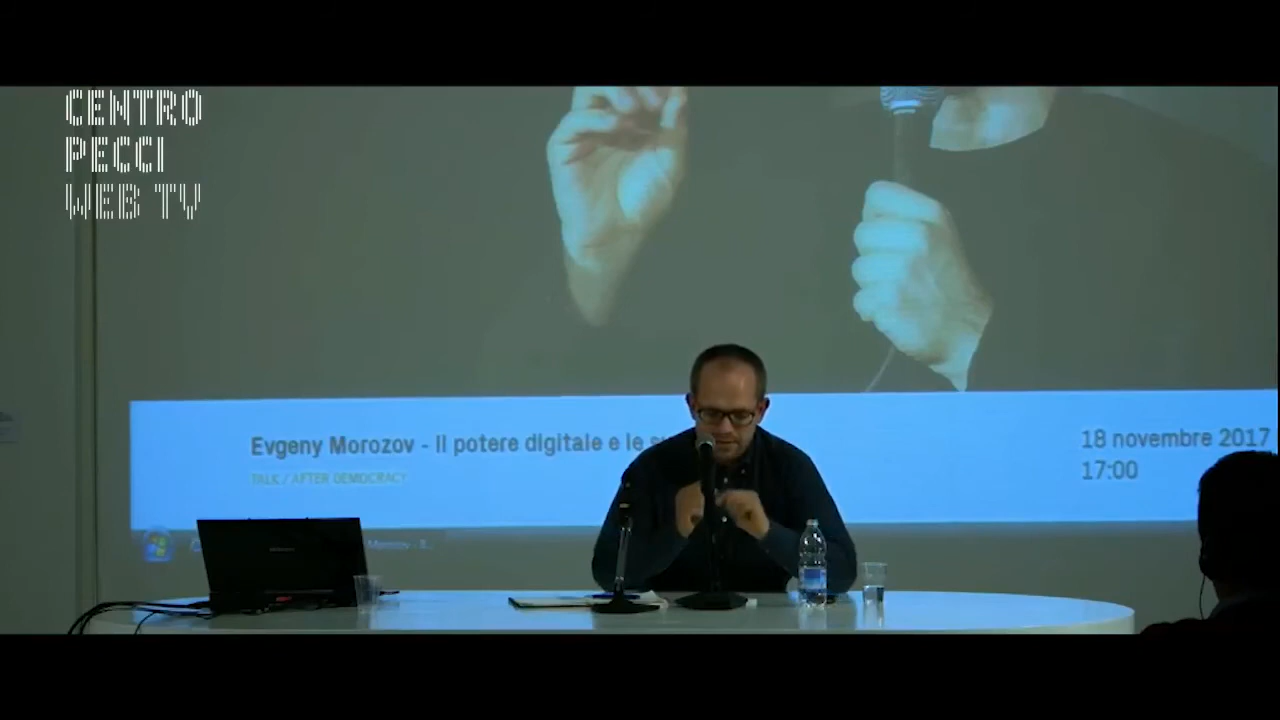 CENTRO
PECCI
WEB TV
Evgeny Morozov - Il potere digitale e le
18 novembre 2017
17:00
TALK / AFTER DEMOCRACY